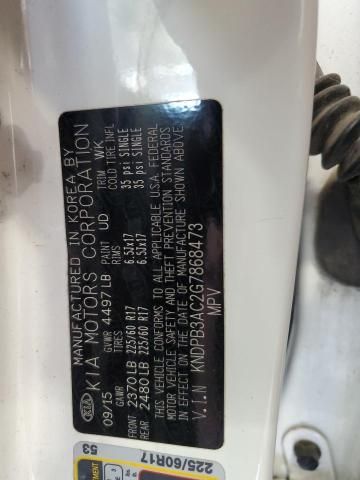 MANUFACTURED IN KOREA BY
KIA MOTORS CORPORATION
KIA
09/15 GVWR 4497LB PAINT UD TRIM WK
GAWR RIMS COLD TIRE INFL
FRONT 2370LB 225/60 R17 6.5Jx17 35 psi SINGLE
REAR 2480LB 225/60 R17 6.5Jx17 35 psi SINGLE
THIS VEHICLE CONFORMS TO ALL APPLICABLE U.S.A. FEDERAL
MOTOR VEHICLE SAFETY AND THEFT PREVENTION STANDARDS
IN EFFECT ON THE DATE OF MANUFACTURE SHOWN ABOVE
V.I.N KNDPB3AC2G7868473
MPV
53
225/60R17